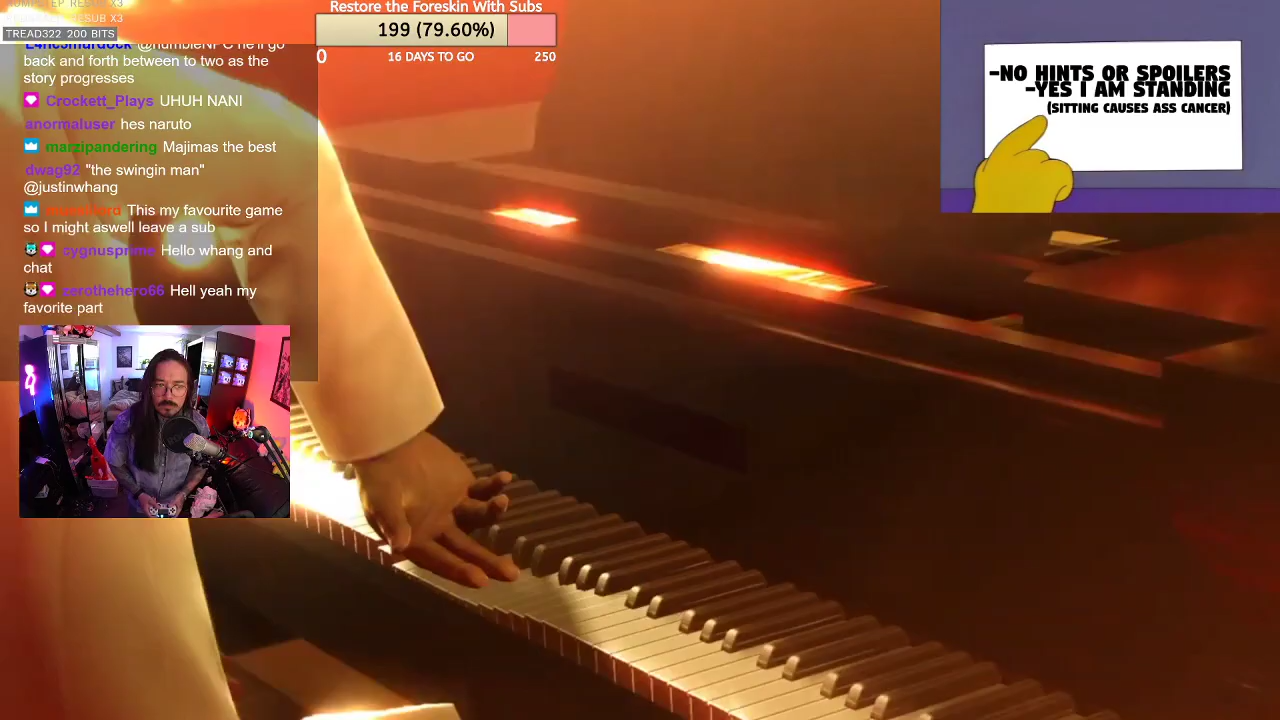 RESUB X3
TREAD322 200 BITS
Restore the Foreskin With Subs
199 (79.60%)
0
16 DAYS TO GO
250
-NO HINTS OR SPOILERS
-YES I AM STANDING
(SITTING CAUSES ASS CANCER)
he'll go
back and forth between to two as the
story progresses
Crockett_Plays UHUH NANI
anormaluser hes naruto
marzipandering Majimas the best
dwag92 "the swingin man"
@justinwhang
This my favourite game
so I might aswell leave a sub
cygnusprime Hello whang and
chat
zerothehero66 Hell yeah my
favorite part